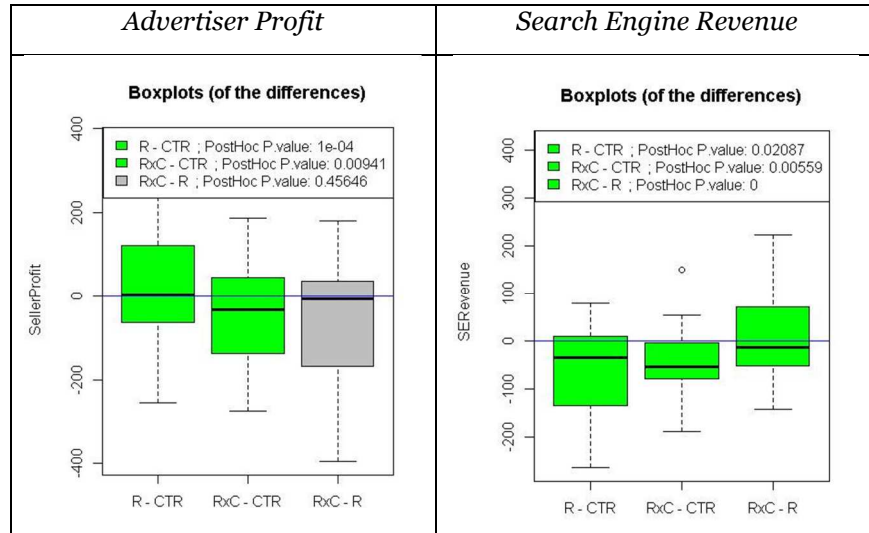 Advertiser Profit
Search Engine Revenue
Boxplots (of the differences)
R - CTR ; PostHoc P.value: 1e-04
RxC - CTR ; PostHoc P.value: 0.00941
RxC - R ; PostHoc P.value: 0.45646
400
200
0
-200
-400
SellerProfit
R - CTR
RxC - CTR
RxC - R
Boxplots (of the differences)
R - CTR ; PostHoc P.value: 0.02087
RxC - CTR ; PostHoc P.value: 0.00559
RxC - R ; PostHoc P.value: 0
400
300
200
100
0
-100
-200
SERevenue
R - CTR
RxC - CTR
RxC - R